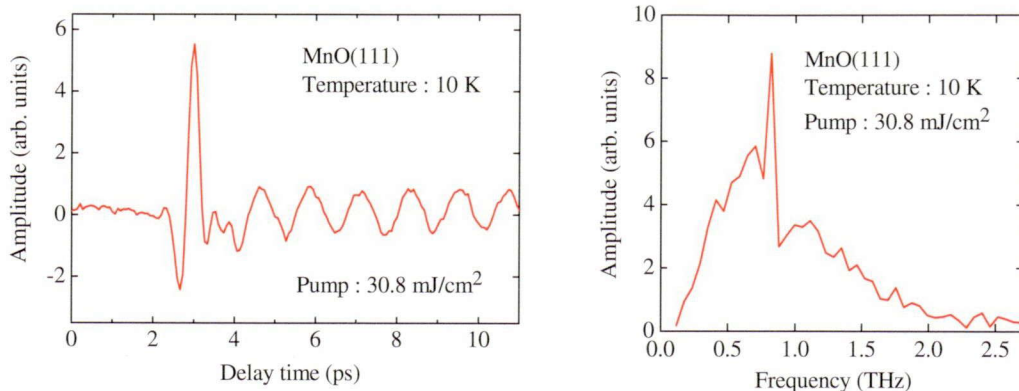 6
4
2
0
-2
Amplitude (arb. units)
MnO(111)
Temperature : 10 K
Pump : 30.8 mJ/cm2
0
2
4
6
8
10
Delay time (ps)
10
8
6
4
2
0
Amplitude (arb. units)
MnO(111)
Temperature : 10 K
Pump : 30.8 mJ/cm2
0.0
0.5
1.0
1.5
2.0
2.5
Frequency (THz)